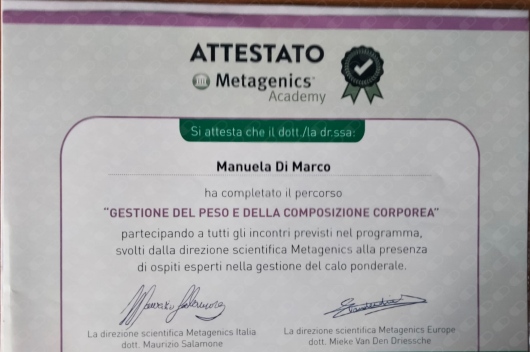 ATTESTATO
Metagenics
Academy
Si attesta che il dott./la dr.ssa:
Manuela Di Marco
ha completato il percorso
"GESTIONE DEL PESO E DELLA COMPOSIZIONE CORPOREA"
partecipando a tutti gli incontri previsti nel programma,
svolti dalla direzione scientifica Metagenics alla presenza
di ospiti esperti nella gestione del calo ponderale.
La direzione scientifica Metagenics Italia
dott. Maurizio Salamone
La direzione scientifica Metagenics Europe
dott. Mieke Van Den Driessche